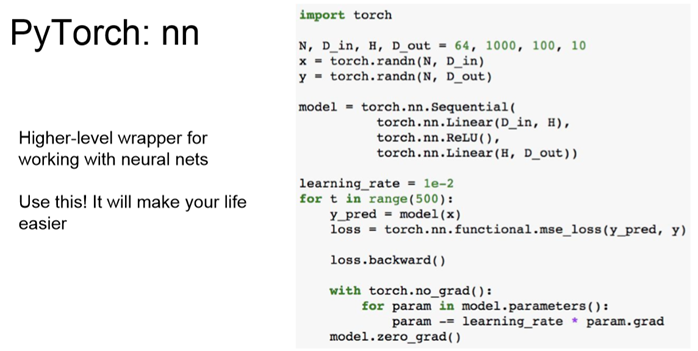 PyTorch: nn
Higher-level wrapper for
working with neural nets
Use this! It will make your life
easier
import torch
N, D_in, H, D_out = 64, 1000, 100, 10
x = torch.randn(N, D_in)
y = torch.randn(N, D_out)
model = torch.nn.Sequential(
torch.nn.Linear(D_in, H),
torch.nn.ReLU(),
torch.nn.Linear(H, D_out))
learning_rate = 1e-2
for t in range(500):
y_pred = model(x)
loss = torch.nn.functional.mse_loss(y_pred, y)
loss.backward()
with torch.no_grad():
for param in model.parameters():
param -= learning_rate * param.grad
model.zero_grad()